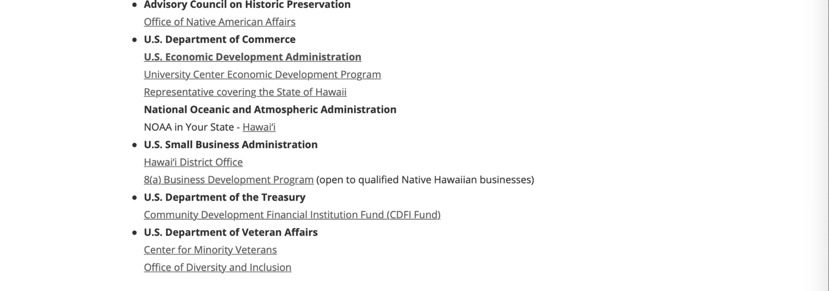 • Advisory Council on Historic Preservation
Office of Native American Affairs
• U.S. Department of Commerce
U.S. Economic Development Administration
University Center Economic Development Program
Representative covering the State of Hawaii
National Oceanic and Atmospheric Administration
NOAA in Your State - Hawai‘i
• U.S. Small Business Administration
Hawai‘i District Office
8(a) Business Development Program (open to qualified Native Hawaiian businesses)
• U.S. Department of the Treasury
Community Development Financial Institution Fund (CDFI Fund)
• U.S. Department of Veteran Affairs
Center for Minority Veterans
Office of Diversity and Inclusion